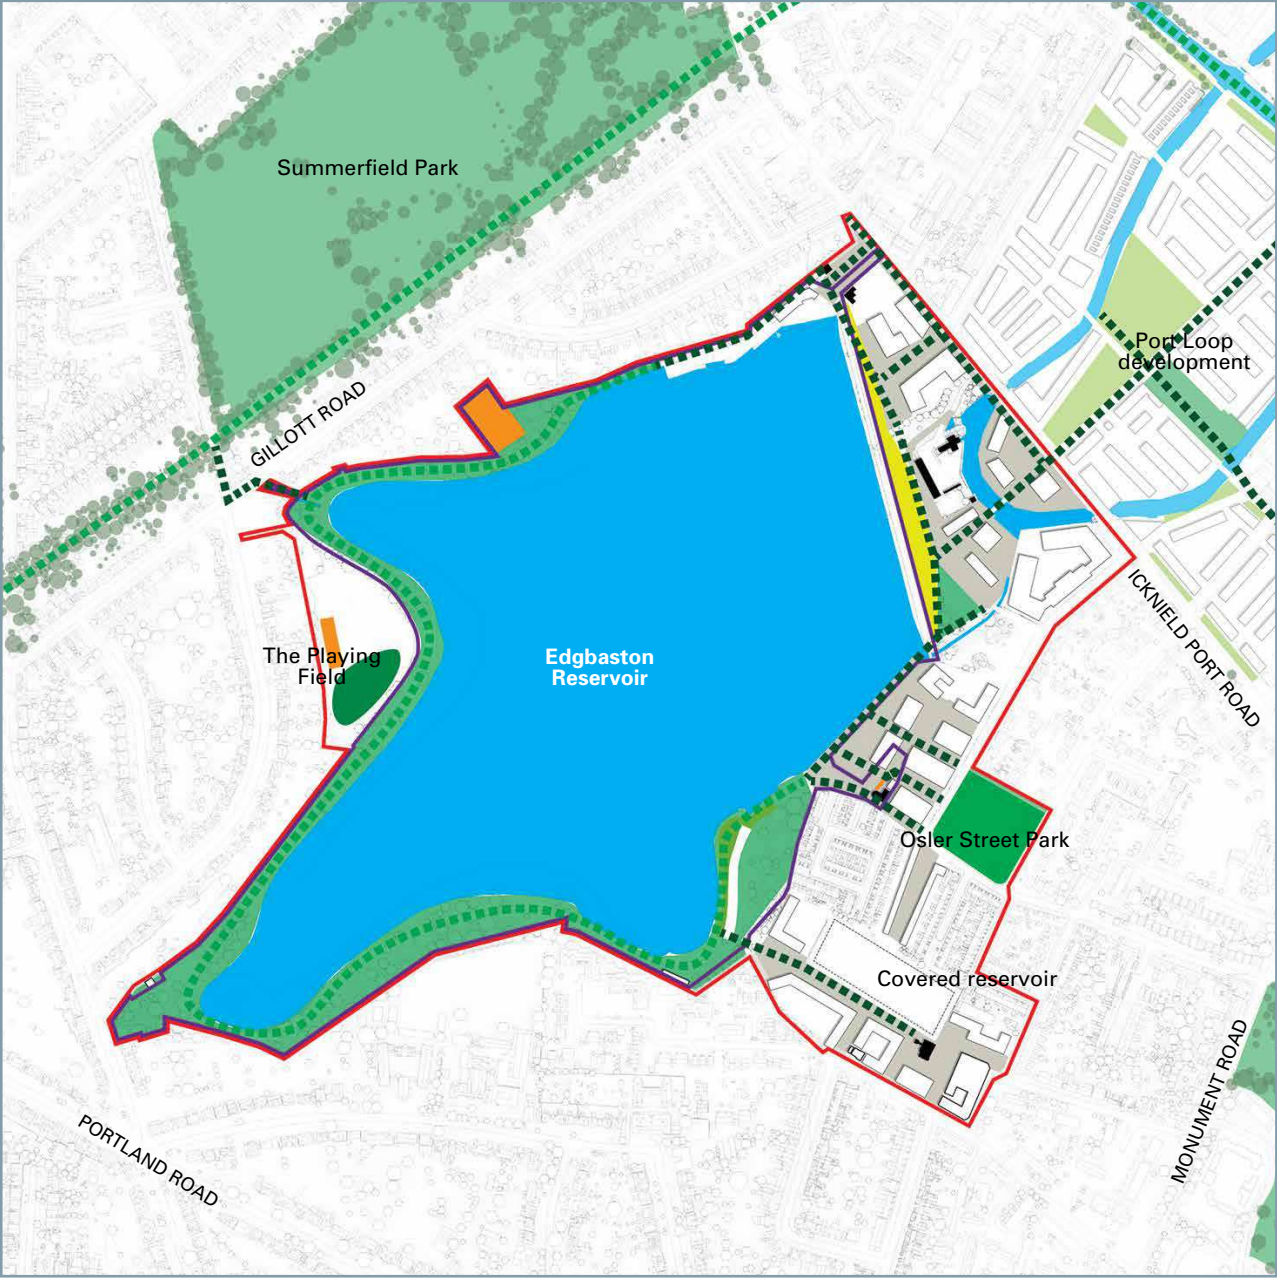 Summerfield Park
Port Loop
development
GILLOTT ROAD
ICKNIELD PORT ROAD
The Playing
Field
Edgbaston
Reservoir
Osler Street Park
Covered reservoir
MONUMENT ROAD
PORTLAND ROAD